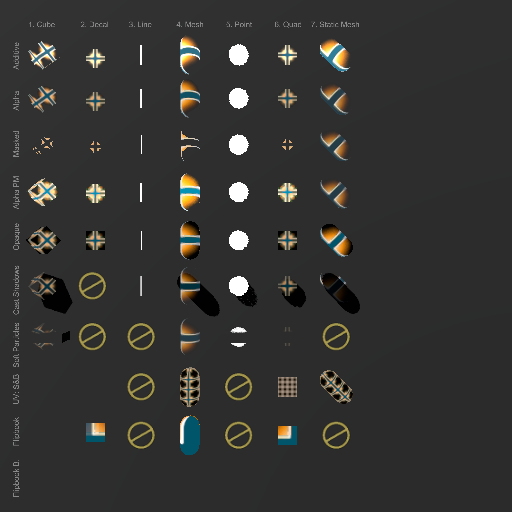 1. Cube 2. Decal 3. Line 4. Mesh 5. Point 6. Quad 7. Static Mesh
Additive
Alpha
Masked
Alpha PM
Opaque
Cast Shadows
Soft Particles
UV: S&B
Flipbook
Flipbook B.